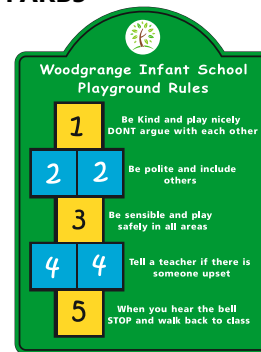 Woodgrange Infant School
Playground Rules
1
Be Kind and play nicely
DONT argue with each other
2 2
Be polite and include
others
3
Be sensible and play
safely in all areas
4 4
Tell a teacher if there is
someone upset
5
When you hear the bell
STOP and walk back to class